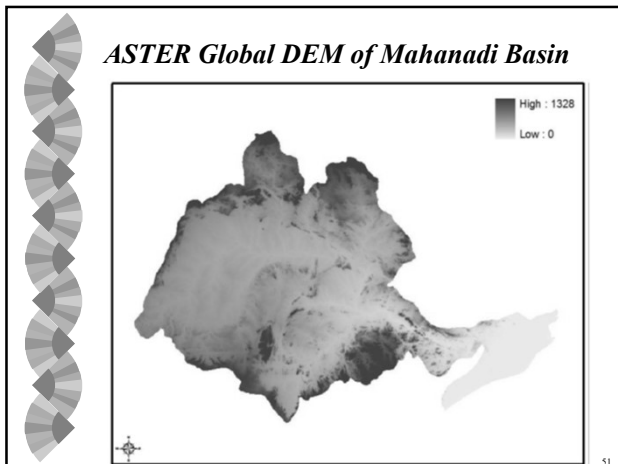 ASTER Global DEM of Mahanadi Basin
High : 1328
Low : 0
51